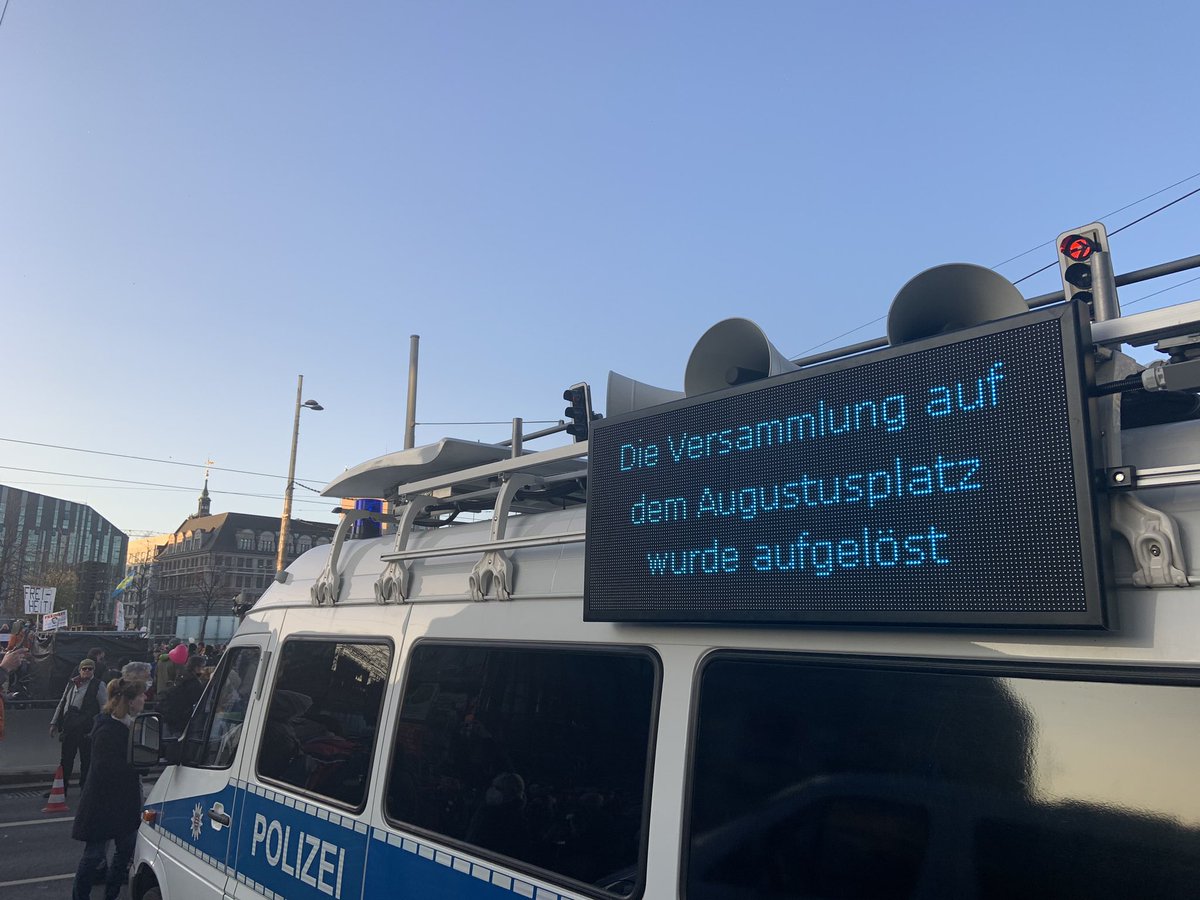 Die Versammlung auf
dem Augustusplatz
wurde aufgelöst
FREI-
HEIT!
POLIZEI